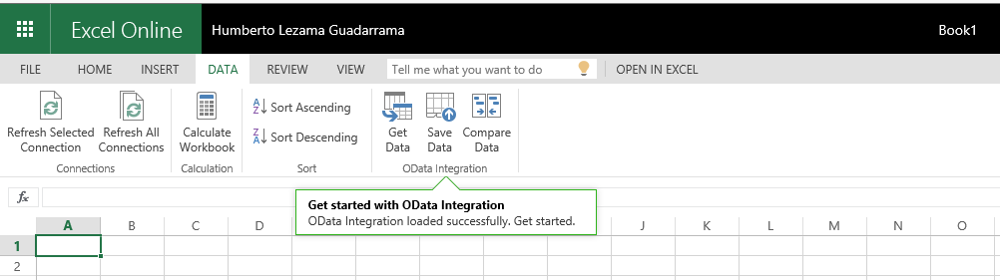 Excel Online Humberto Lezama Guadarrama Book1
FILE HOME INSERT DATA REVIEW VIEW Tell me what you want to do OPEN IN EXCEL
Refresh Selected Connection
Refresh All Connections
Connections
Calculate Workbook
Calculation
Sort Ascending
Sort Descending
Sort
Get Data
Save Data
Compare Data
OData Integration
fx
Get started with OData Integration
OData Integration loaded successfully. Get started.
A B C D J K L M N O
1
2